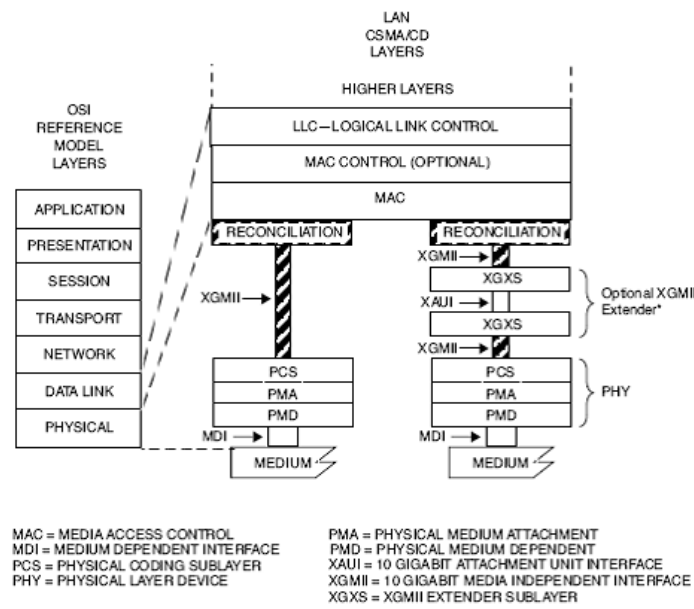 LAN
CSMA/CD
LAYERS
HIGHER LAYERS
OSI
REFERENCE
MODEL
LAYERS
LLC—LOGICAL LINK CONTROL
MAC CONTROL (OPTIONAL)
MAC
APPLICATION
PRESENTATION
SESSION
TRANSPORT
NETWORK
DATA LINK
PHYSICAL
RECONCILIATION
XGMII
PCS
PMA
PMD
MDI
MEDIUM
RECONCILIATION
XGMII
XGXS
XAUI
XGXS
XGMII
Optional XGMII
Extender*
PCS
PMA
PMD
PHY
MDI
MEDIUM
MAC = MEDIA ACCESS CONTROL
MDI = MEDIUM DEPENDENT INTERFACE
PCS = PHYSICAL CODING SUBLAYER
PHY = PHYSICAL LAYER DEVICE
PMA = PHYSICAL MEDIUM ATTACHMENT
PMD = PHYSICAL MEDIUM DEPENDENT
XAUI = 10 GIGABIT ATTACHMENT UNIT INTERFACE
XGMII = 10 GIGABIT MEDIA INDEPENDENT INTERFACE
XGXS = XGMII EXTENDER SUBLAYER